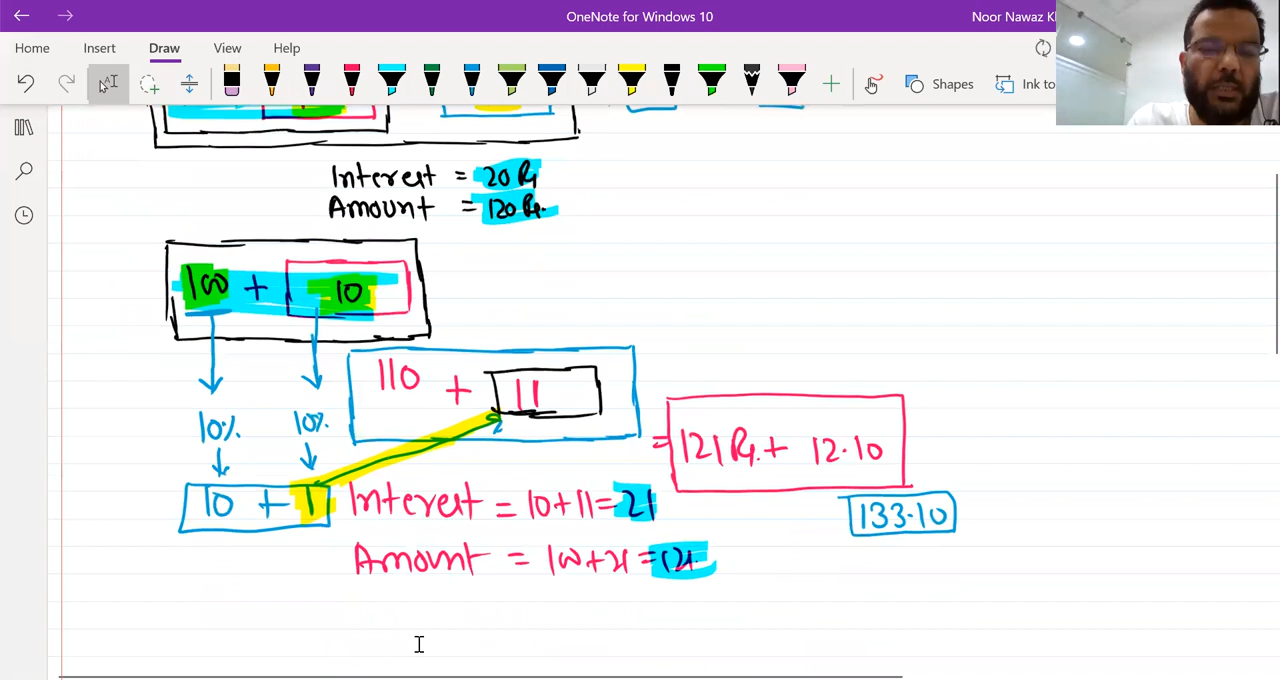 OneNote for Windows 10
Noor Nawaz
Home Insert Draw View Help
Shapes
Ink to
Interest = 20 Rs
Amount = 120 Rs.
100 + 10
110 + 11
10% 10%
= 121 Rs. + 12.10
10 + 1
Interest = 10+11 = 21
133.10
Amount = 100+21 = 121.